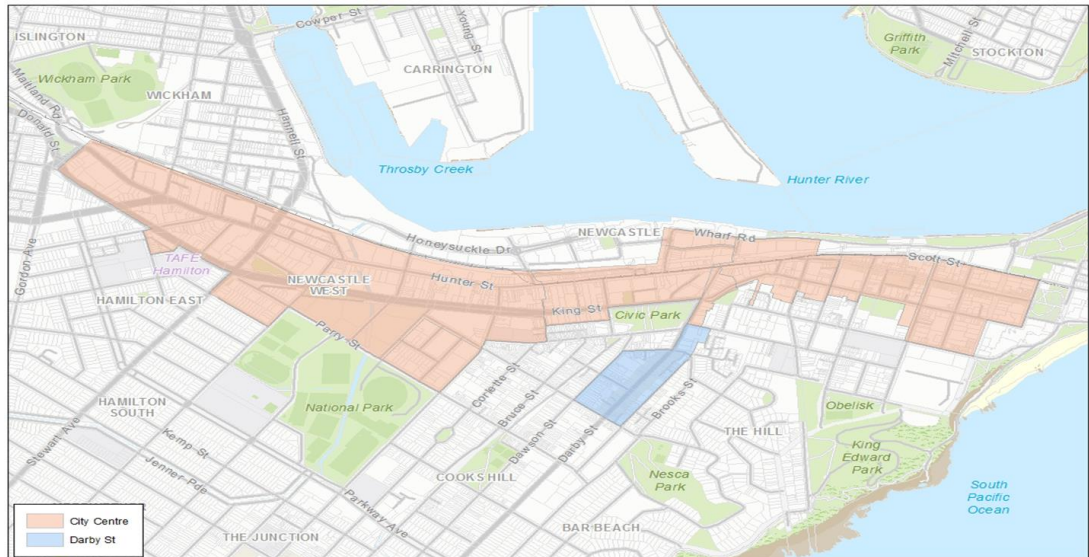 Cowper St
Young St
ISLINGTON
CARRINGTON
Griffith
Park
Mitchell St
STOCKTON
Wickham Park
WICKHAM
Maitland Rd
Donald St
Hannell St
Throsby Creek
Hunter River
Honeysuckle Dr
NEWCASTLE
Wharf Rd
Scott St
Gordon Ave
TAFE
Hamilton
NEWCASTLE
WEST
Hunter St
HAMILTON EAST
King St
Civic Park
Parry St
National Park
Corlette St
Bruce St
Dawson St
Darby St
Brooks St
HAMILTON
SOUTH
Stewart Ave
Kemp St
Jenner Pde
Parkway Ave
COOKS HILL
THE HILL
Obelisk
King
Edward
Park
Nesca
Park
South
Pacific
Ocean
BAR BEACH
THE JUNCTION
City Centre
Darby St